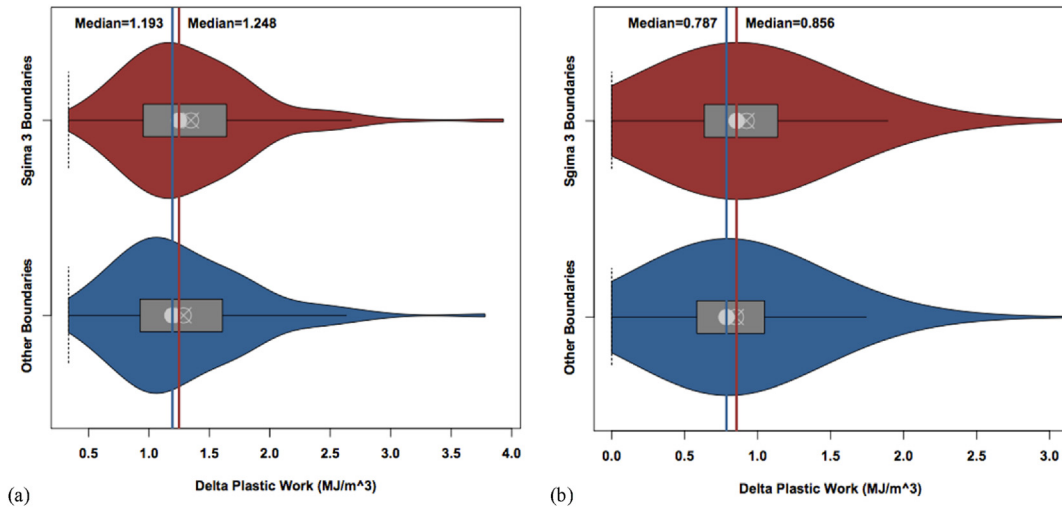 Median=1.193 Median=1.248
Sgima 3 Boundaries
Other Boundaries
0.5 1.0 1.5 2.0 2.5 3.0 3.5 4.0
Delta Plastic Work (MJ/m^3)
(a)
Median=0.787 Median=0.856
Sgima 3 Boundaries
Other Boundaries
0.0 0.5 1.0 1.5 2.0 2.5 3.0
Delta Plastic Work (MJ/m^3)
(b)